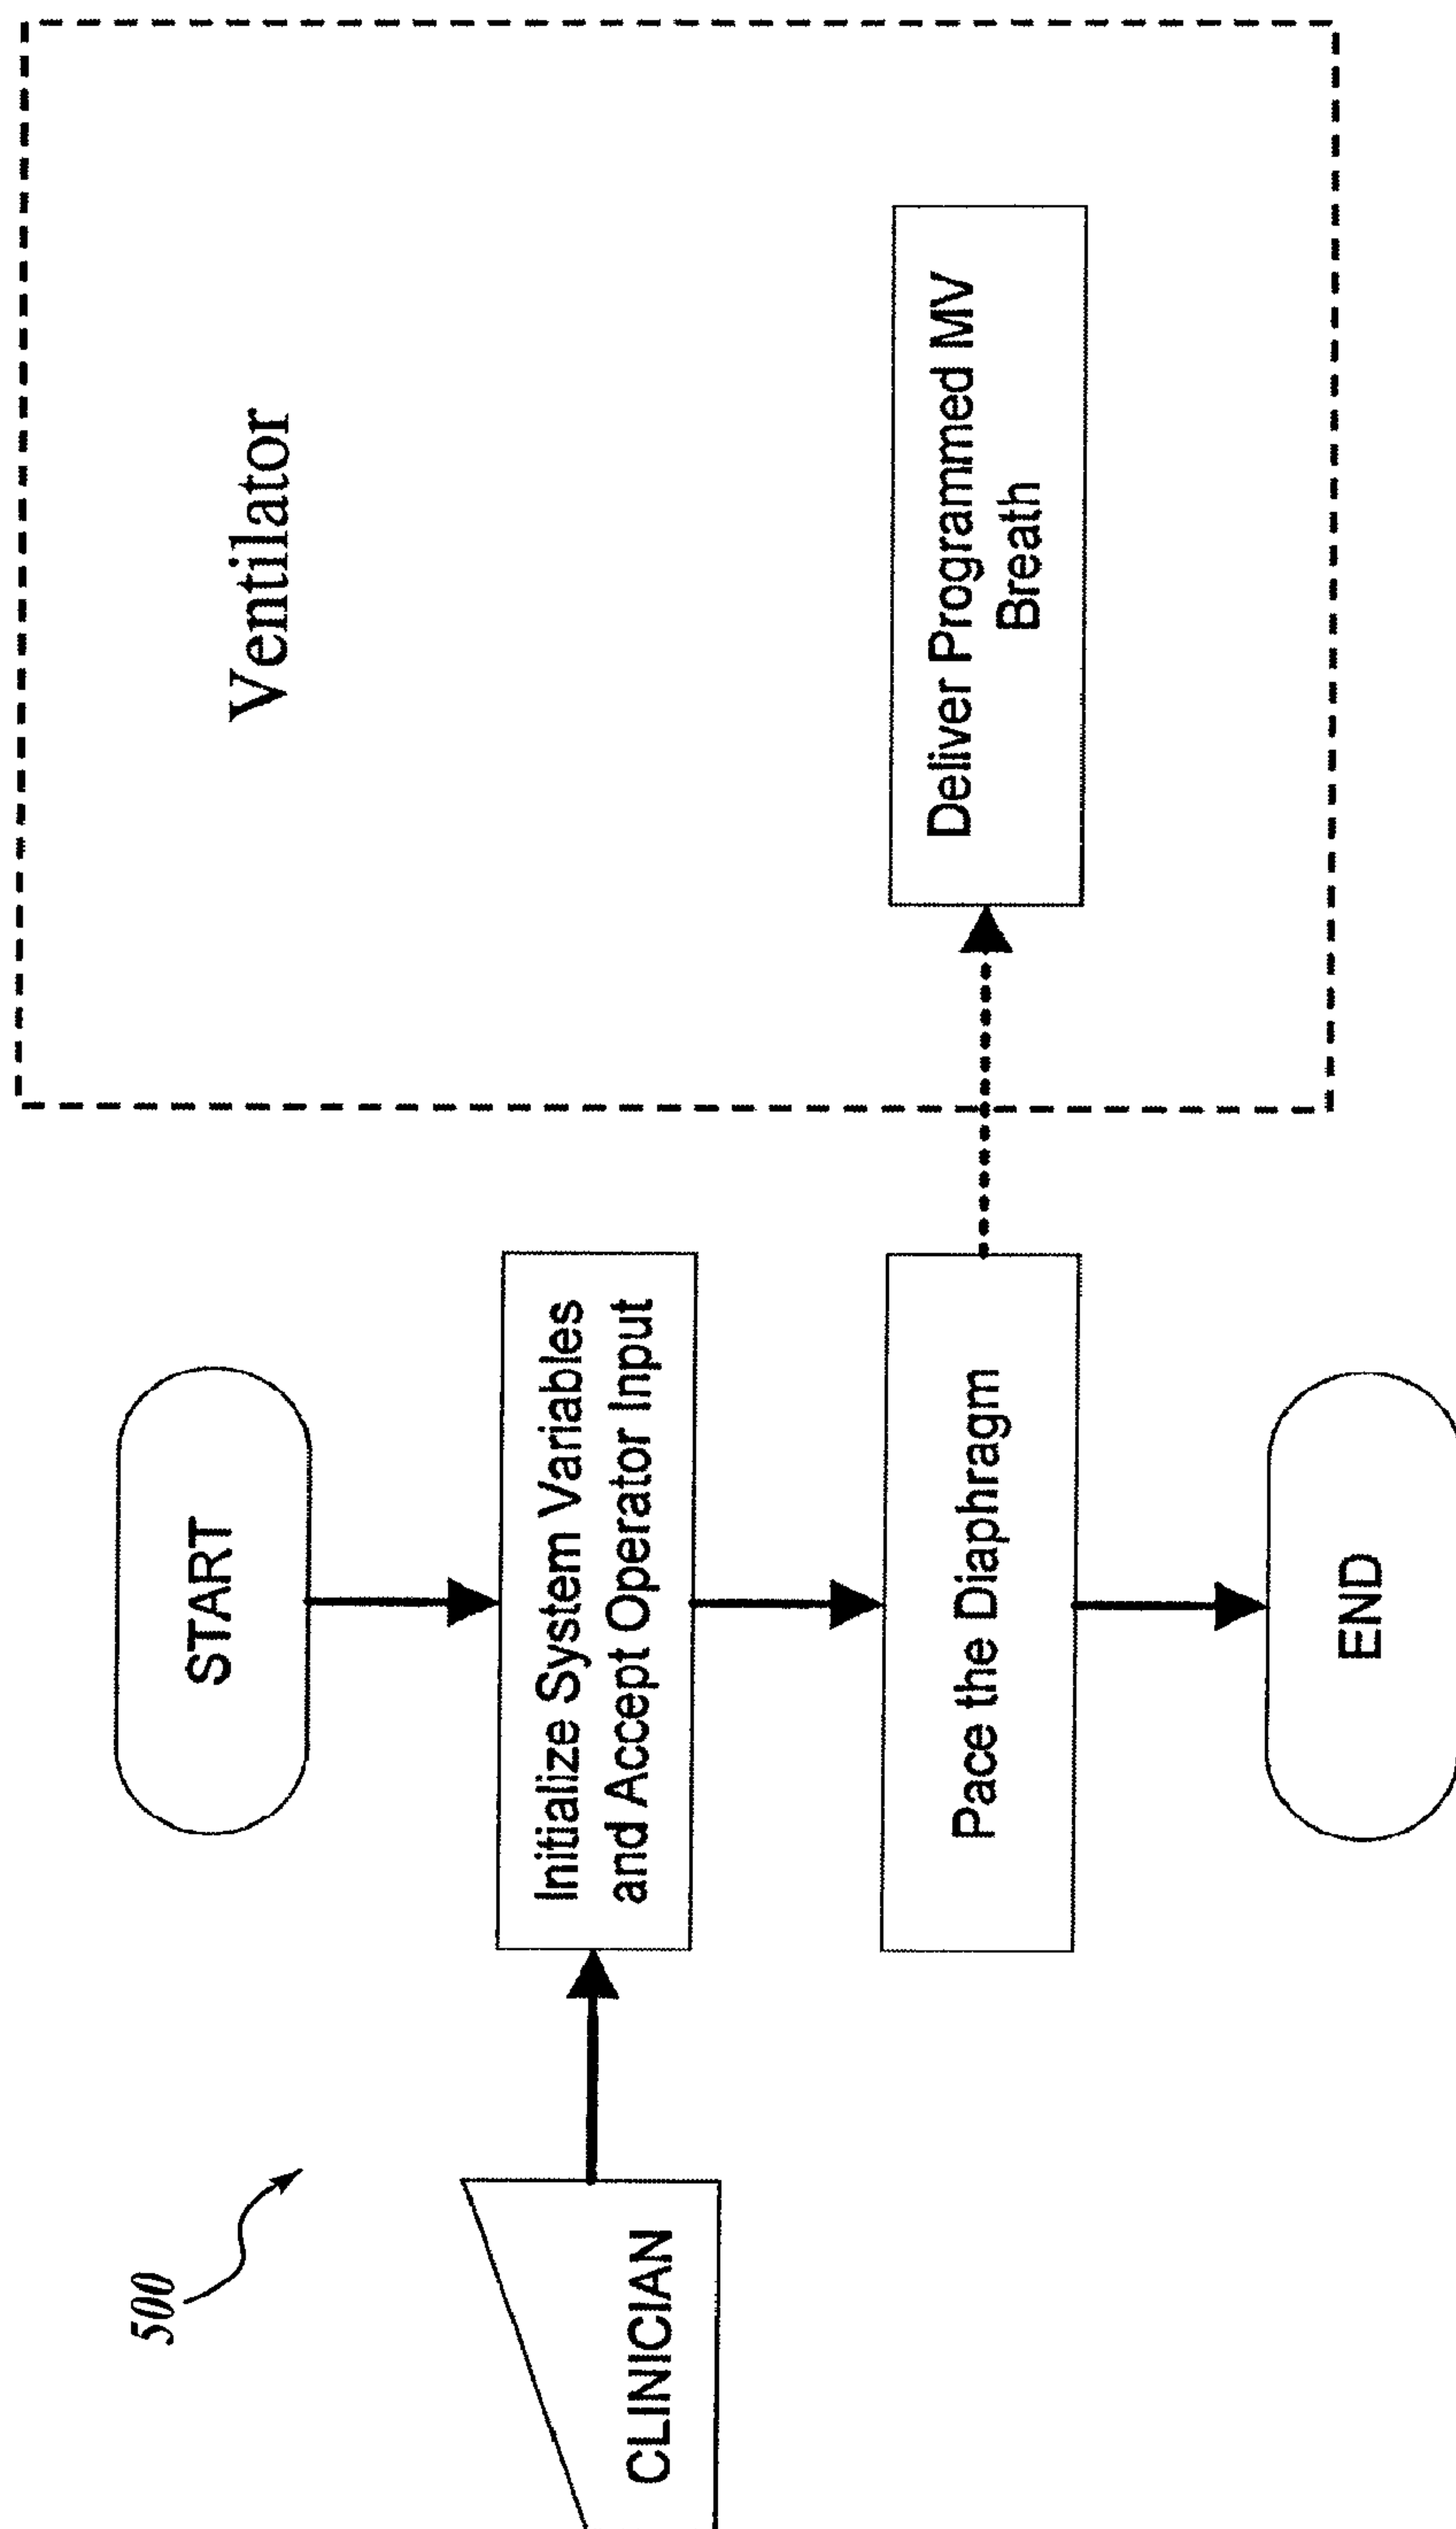 500
START
Ventilator
CLINICIAN
Initialize System Variables
and Accept Operator Input
Pace the Diaphragm
Deliver Programmed MV
Breath
END